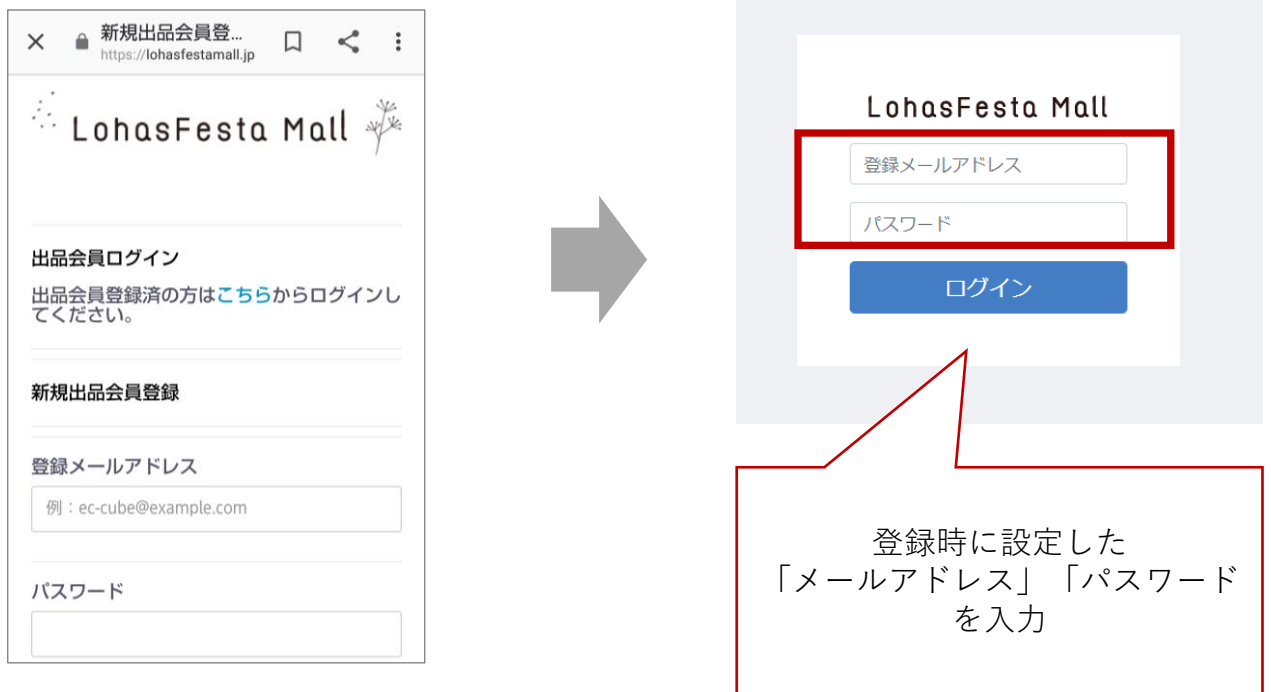 新規出品会員登...
https://lohasfestamall.jp
LohasFesta Mall
出品会員ログイン
出品会員登録済の方はこちらからログインし
てください。
新規出品会員登録
登録メールアドレス
例：ec-cube@example.com
パスワード
LohasFesta Mall
登録メールアドレス
パスワード
ログイン
登録時に設定した
「メールアドレス」「パスワード
を入力